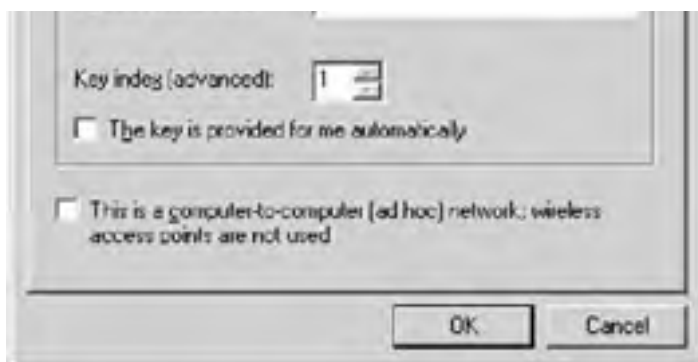 Key index (advanced): 1
The key is provided for me automatically
This is a computer-to-computer (ad hoc) network; wireless
access points are not used
OK Cancel